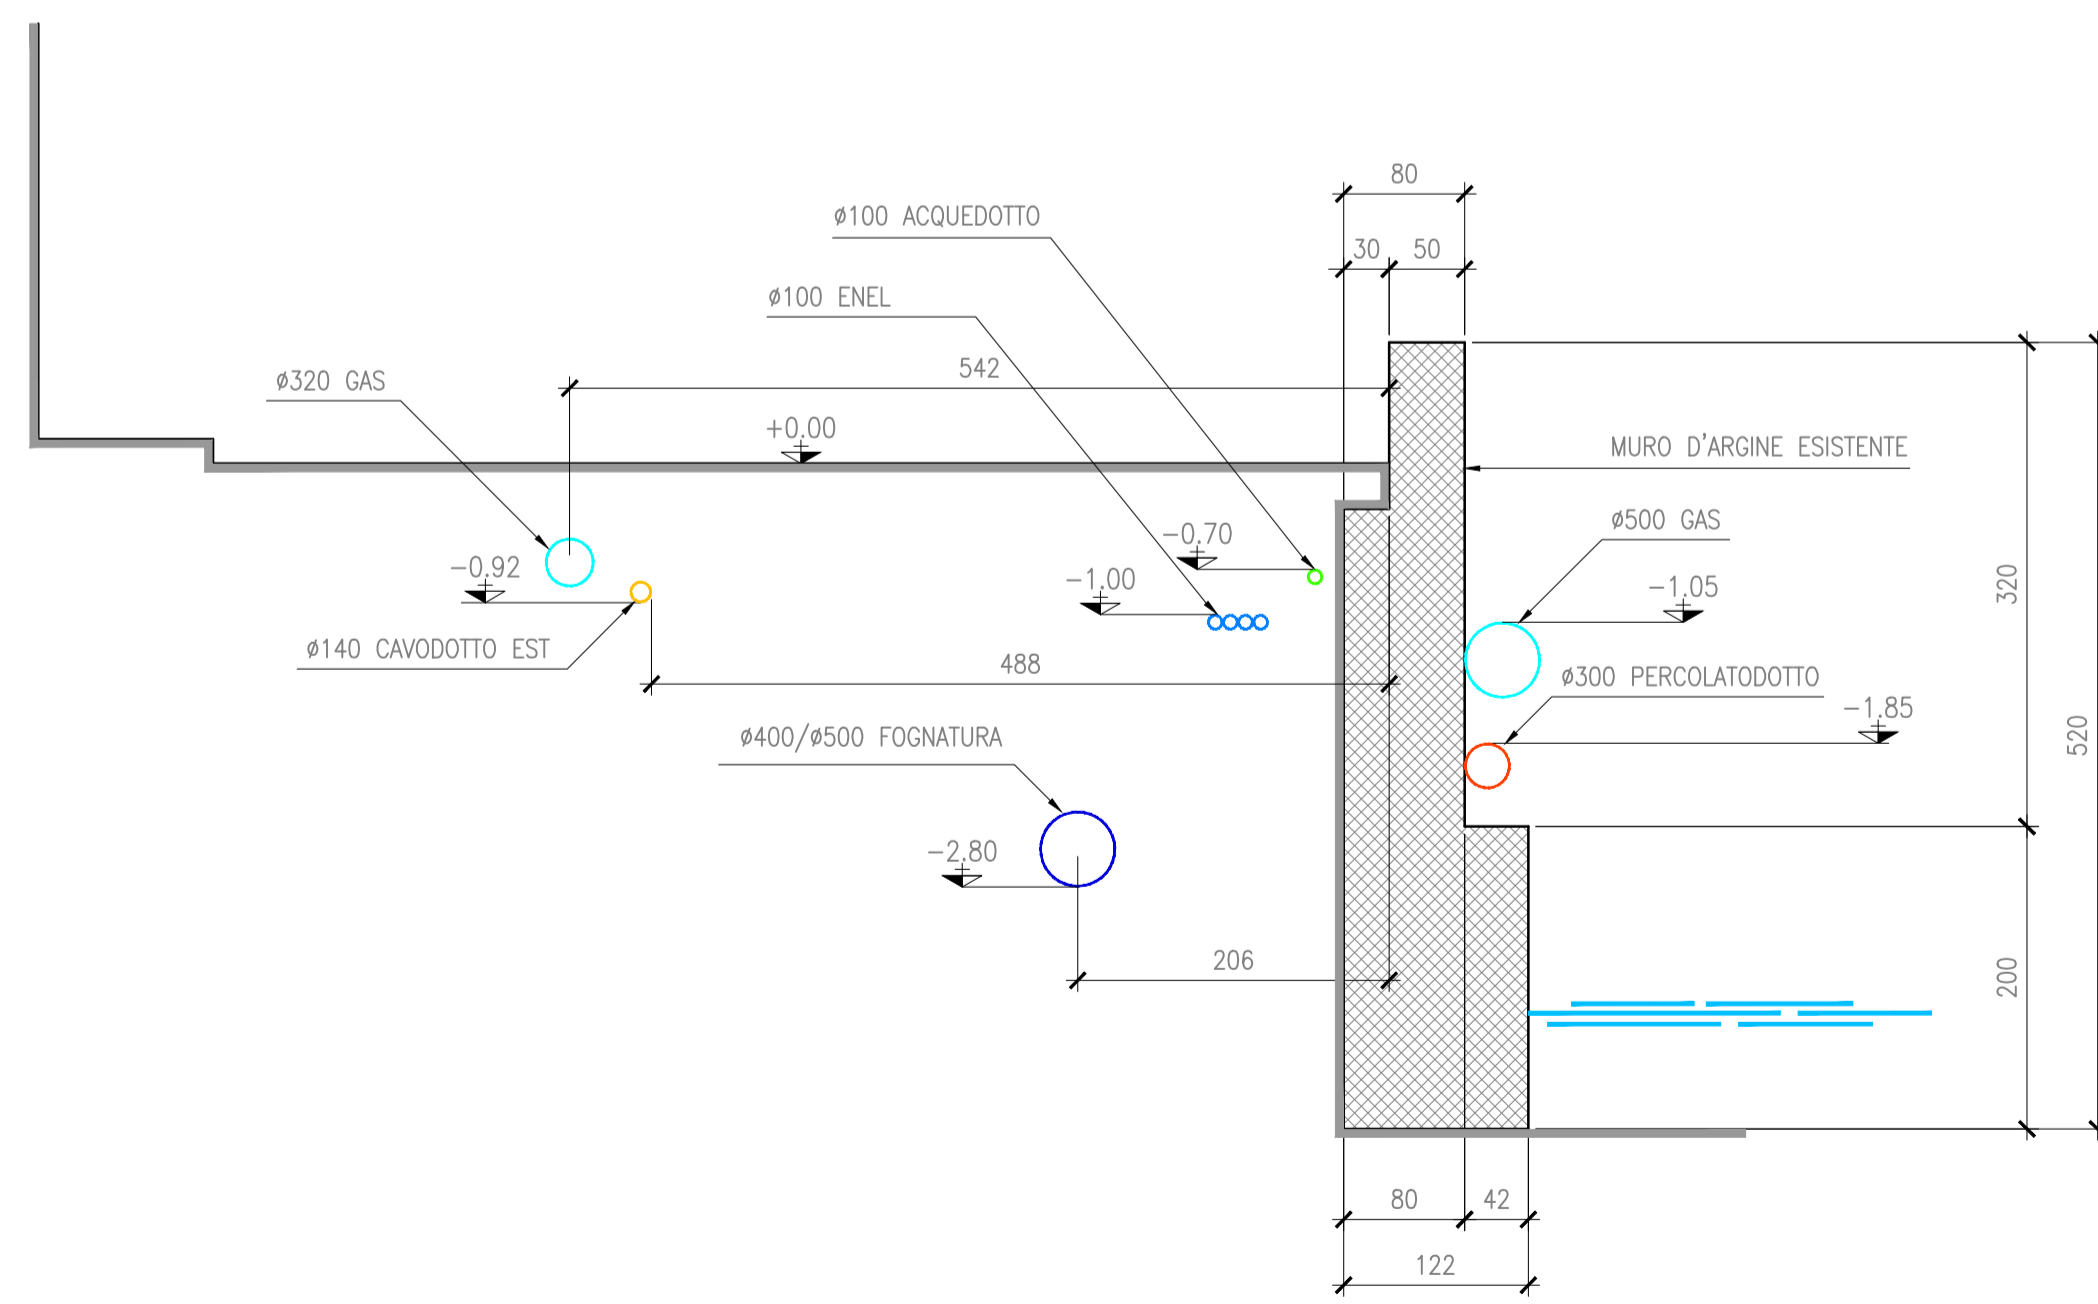 80
ø100 ACQUEDOTTO
30 50
ø100 ENEL
542
ø320 GAS
+0.00
MURO D'ARGINE ESISTENTE
ø500 GAS
-0.70
-0.92
-1.00
-1.05
320
ø140 CAVODOTTO EST
488
ø300 PERCOLATODOTTO
-1.85
ø400/ø500 FOGNATURA
520
-2.80
206
200
80 42
122